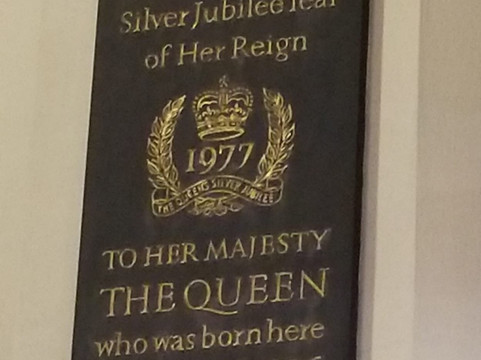 Silver Jubilee Year
of Her Reign
1977
THE QUEEN'S SILVER JUBILEE
TO HER MAJESTY
THE QUEEN
who was born here